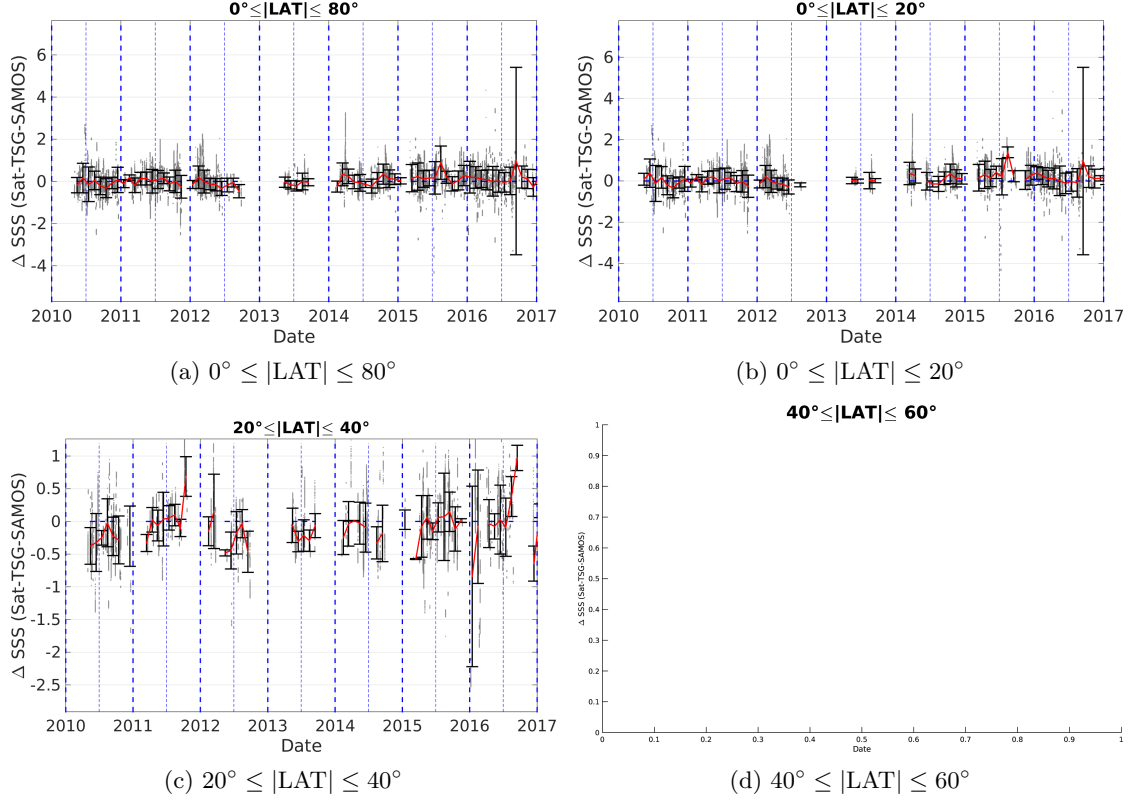 0°≤|LAT|≤ 80°
6
4
2
0
-2
-4
Δ SSS (Sat-TSG-SAMOS)
2010 2011 2012 2013 2014 2015 2016 2017
Date
(a) 0° ≤ |LAT| ≤ 80°
0°≤|LAT|≤ 20°
6
4
2
0
-2
-4
Δ SSS (Sat-TSG-SAMOS)
2010 2011 2012 2013 2014 2015 2016 2017
Date
(b) 0° ≤ |LAT| ≤ 20°
20°≤|LAT|≤ 40°
1
0.5
0
-0.5
-1
-1.5
-2
-2.5
Δ SSS (Sat-TSG-SAMOS)
2010 2011 2012 2013 2014 2015 2016 2017
Date
(c) 20° ≤ |LAT| ≤ 40°
40°≤|LAT|≤ 60°
1
0.9
0.8
0.7
0.6
0.5
0.4
0.3
0.2
0.1
0
Δ SSS (Sat-TSG-SAMOS)
0 0.1 0.2 0.3 0.4 0.5 0.6 0.7 0.8 0.9 1
Date
(d) 40° ≤ |LAT| ≤ 60°